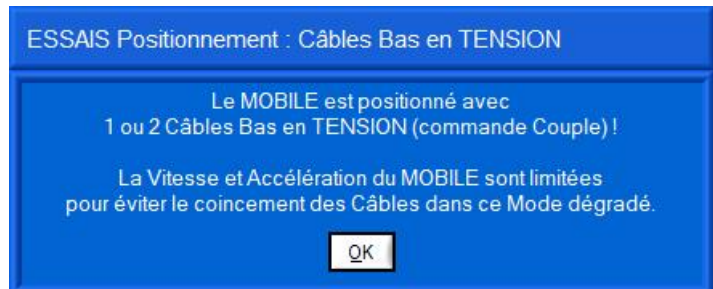 ESSAIS Positionnement : Câbles Bas en TENSION
Le MOBILE est positionné avec
1 ou 2 Câbles Bas en TENSION (commande Couple) !
La Vitesse et Accélération du MOBILE sont limitées
pour éviter le coincement des Câbles dans ce Mode dégradé.
OK